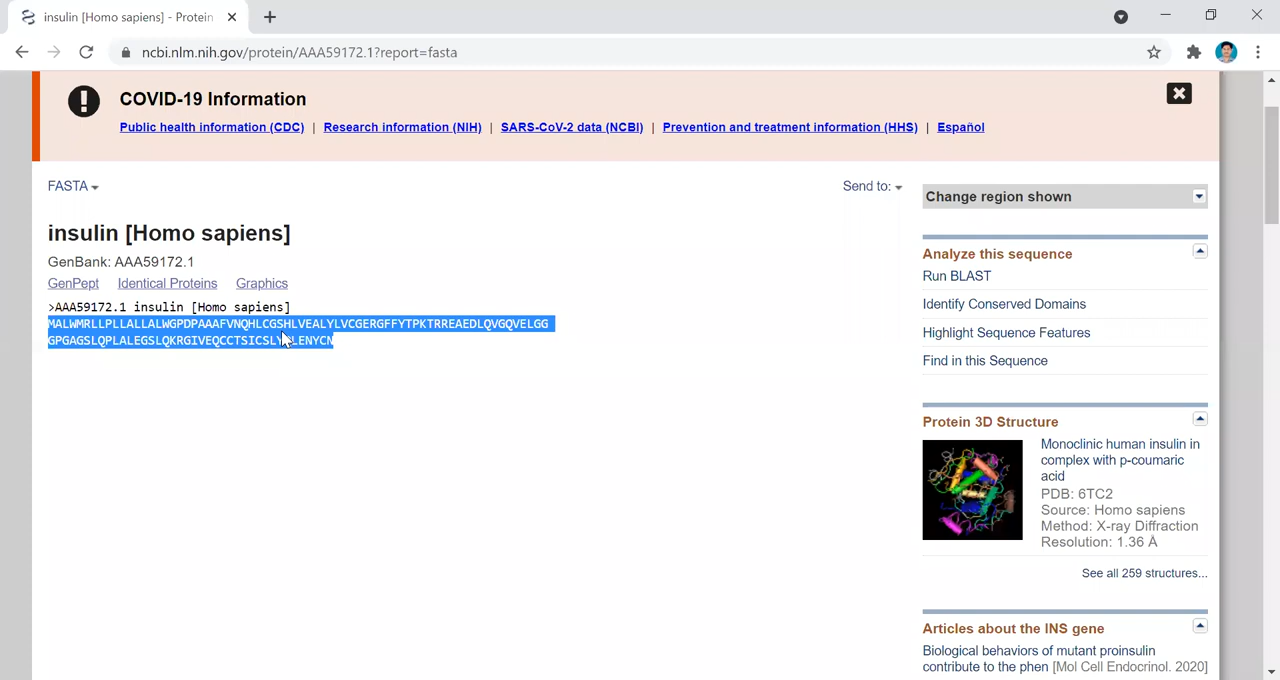 insulin [Homo sapiens] - Protein
ncbi.nlm.nih.gov/protein/AAA59172.1?report=fasta
COVID-19 Information
Public health information (CDC) | Research information (NIH) | SARS-CoV-2 data (NCBI) | Prevention and treatment information (HHS) | Español
FASTA
Send to:
insulin [Homo sapiens]
GenBank: AAA59172.1
GenPept Identical Proteins Graphics
>AAA59172.1 insulin [Homo sapiens]
MALWMRLLPLLALLALWGPDPAAAFVNQHLCGSHLVEALYLVCGERGFFYTPKTRREAEDLQVGQVELGG
GPGAGSLQPLALEGSLQKRGIVEQCCTSICSLY LENYCN
Change region shown
Analyze this sequence
Run BLAST
Identify Conserved Domains
Highlight Sequence Features
Find in this Sequence
Protein 3D Structure
Monoclinic human insulin in
complex with p-coumaric
acid
PDB: 6TC2
Source: Homo sapiens
Method: X-ray Diffraction
Resolution: 1.36 Å
See all 259 structures...
Articles about the INS gene
Biological behaviors of mutant proinsulin
contribute to the phen [Mol Cell Endocrinol. 2020]